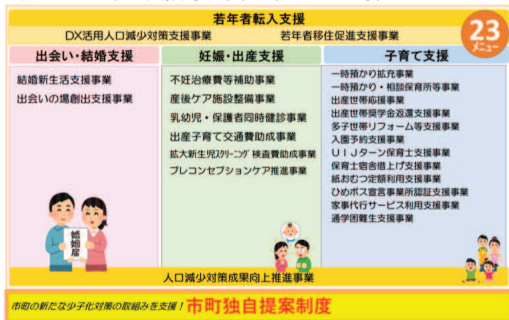 若年者転入支援
DX活用人口減少対策支援事業 若年者移住促進支援事業
23
メニュー
出会い・結婚支援
結婚新生活支援事業
出会いの場創出支援事業
婚姻届
妊娠・出産支援
不妊治療費等補助事業
産後ケア施設整備事業
乳幼児・保護者同時健診事業
出産子育て交通費助成事業
拡大新生児スクリーニング検査費助成事業
プレコンセプションケア推進事業
子育て支援
一時預かり拡充事業
一時預かり・相談保育所等事業
出産世帯応援事業
出産世帯奨学金返還支援事業
多子世帯リフォーム等支援事業
入園予約支援事業
UIJターン保育士支援事業
保育士宿舎借上げ支援事業
紙おむつ定額利用支援事業
ひめボス宣言事業所認証支援事業
家事代行サービス利用支援事業
通学困難生支援事業
人口減少対策成果向上推進事業
市町の新たな少子化対策の取組みを支援！市町独自提案制度